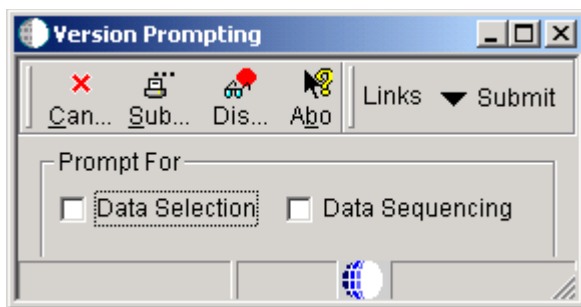 Version Prompting
Can... Sub... Dis... Abo Links Submit
Prompt For
Data Selection Data Sequencing